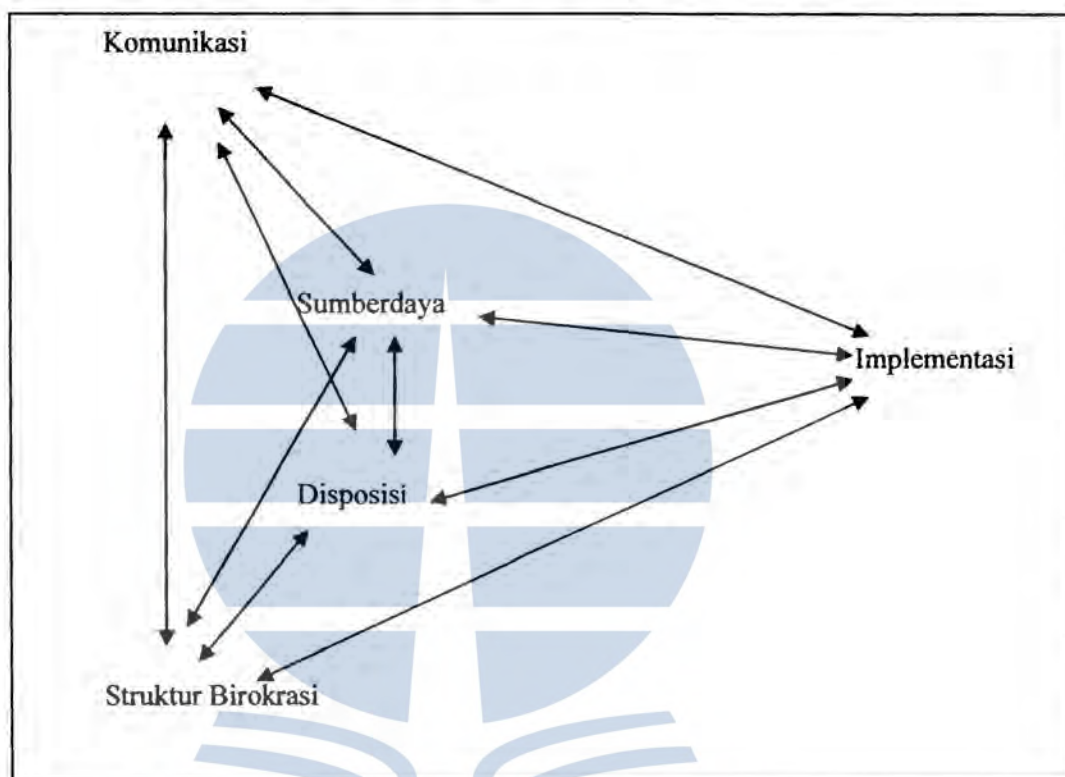 Komunikasi
Sumberdaya
Implementasi
Disposisi
Struktur Birokrasi